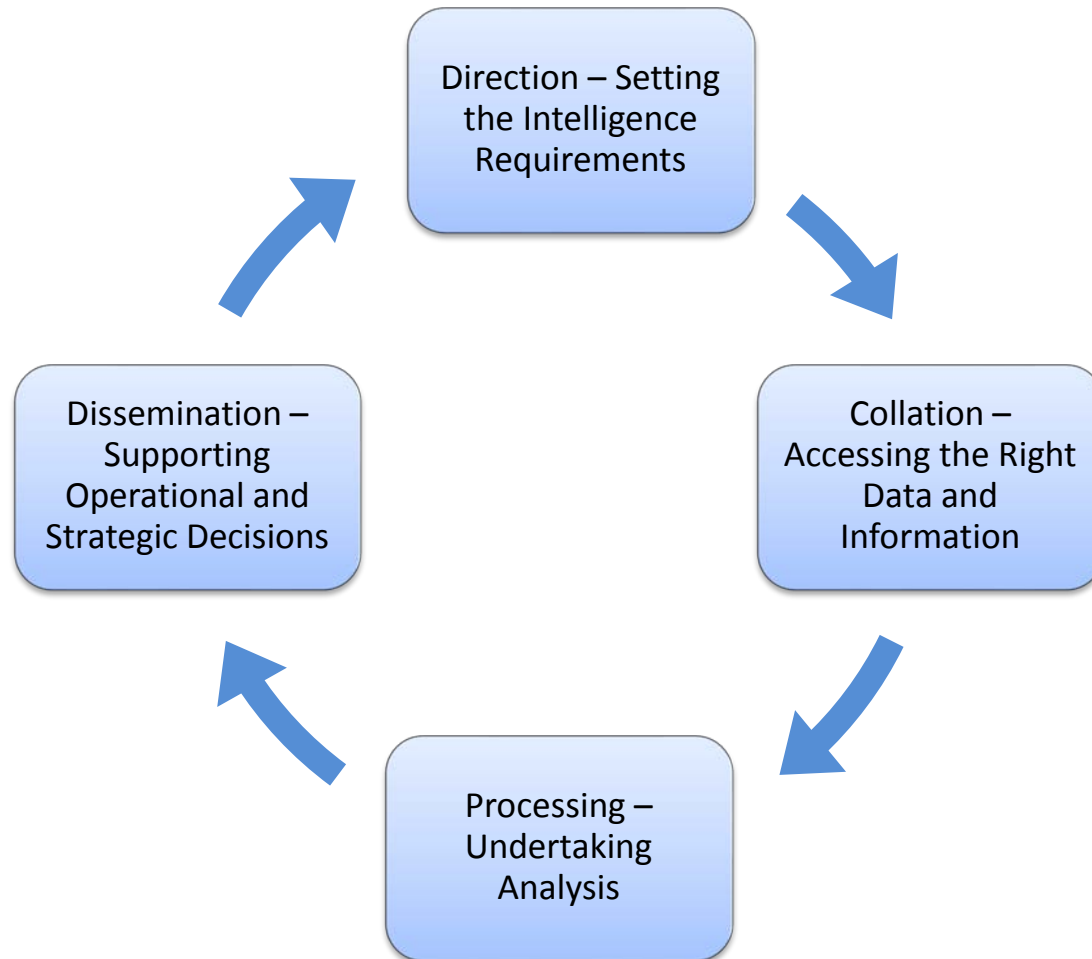 Direction – Setting
the Intelligence
Requirements
Collation –
Accessing the Right
Data and
Information
Processing –
Undertaking
Analysis
Dissemination –
Supporting
Operational and
Strategic Decisions